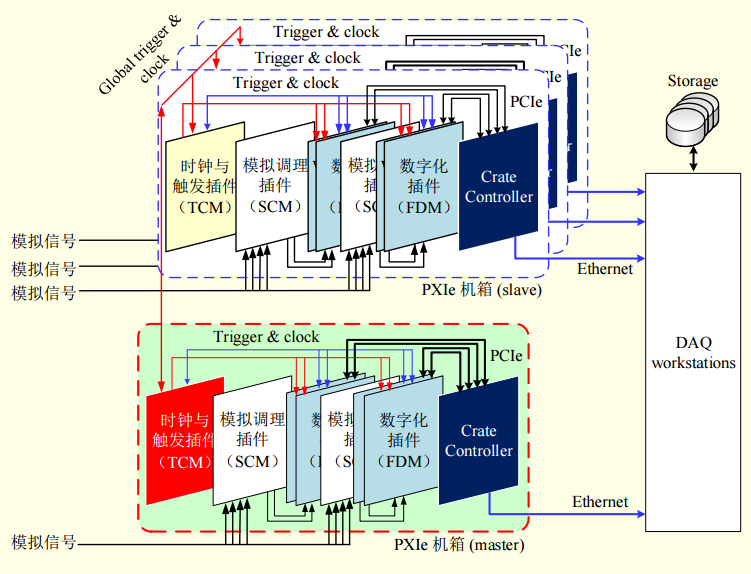 Global trigger &
clock
Trigger & clock
Trigger & clock
Trigger & clock
PCIe
Storage
时钟与
触发插件
（TCM）
模拟调理
插件
（SCM）
数字化
插件
（FDM）
Crate
Controller
模拟信号
模拟信号
模拟信号
Ethernet
PXIe 机箱 (slave)
DAQ
workstations
Trigger & clock
PCIe
时钟与
触发插件
（TCM）
模拟调理
插件
（SCM）
数字化
插件
（FDM）
Crate
Controller
Ethernet
模拟信号
PXIe 机箱 (master)